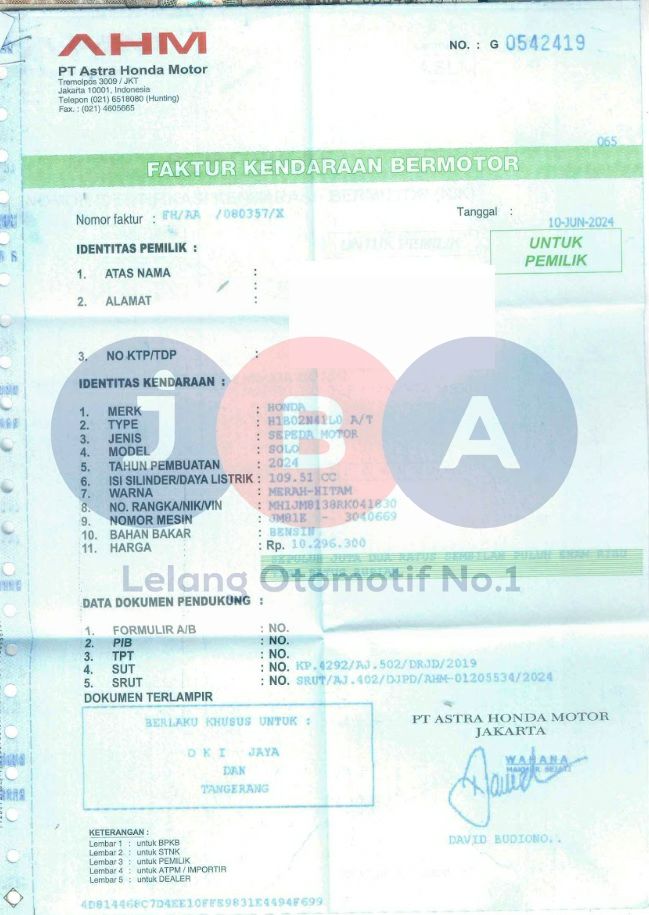 AHM
NO. : G 0542419
PT Astra Honda Motor
Tromolpos 3009 / JKT
Jakarta 10001, Indonesia
Telepon (021) 6518080 (Hunting)
Fax. : (021) 4605665
065
FAKTUR KENDARAAN BERMOTOR
Nomor faktur : FH/AA /080357/X
Tanggal : 10-JUN-2024
UNTUK
PEMILIK
IDENTITAS PEMILIK :
1. ATAS NAMA :
2. ALAMAT :
3. NO KTP/TDP :
IDENTITAS KENDARAAN :
1. MERK : HONDA
2. TYPE : H1B02N41L0 A/T
3. JENIS : SEPEDA MOTOR
4. MODEL : SOLO
5. TAHUN PEMBUATAN : 2024
6. ISI SILINDER/DAYA LISTRIK : 109.51 CC
7. WARNA : MERAH-HITAM
8. NO. RANGKA/NIK/VIN : MH1JM8138RK041830
9. NOMOR MESIN : JM81E - 3040669
10. BAHAN BAKAR : BENSIN
11. HARGA : Rp. 10.296.300
SEPULUH JUTA DUA RATUS SEMBILAN PULUH ENAM RIBU
JBA
Lelang Otomotif No.1
DATA DOKUMEN PENDUKUNG :
1. FORMULIR A/B : NO.
2. PIB : NO.
3. TPT : NO.
4. SUT : NO. KP.4292/AJ.502/DRJD/2019
5. SRUT : NO. SRUT/AJ.402/DJPD/AHM-01205534/2024
DOKUMEN TERLAMPIR
BERLAKU KHUSUS UNTUK :
O K I JAYA
DAN
TANGERANG
PT ASTRA HONDA MOTOR
JAKARTA
WAHANA
DAVID BUDIONO..
KETERANGAN :
Lembar 1 : untuk BPKB
Lembar 2 : untuk STNK
Lembar 3 : untuk PEMILIK
Lembar 4 : untuk ATPM / IMPORTIR
Lembar 5 : untuk DEALER
4D814468C7D4EE10FFE9831E4494F699